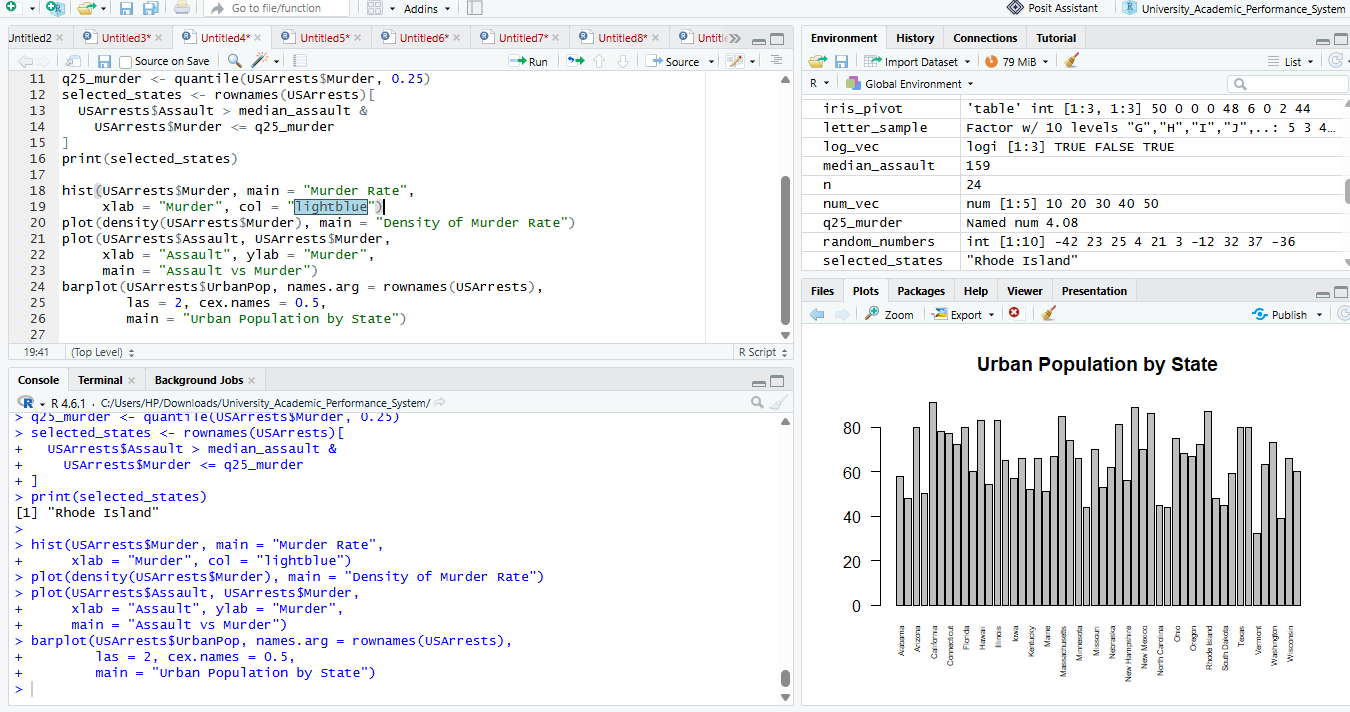 Go to file/function
Addins
Posit Assistant
University_Academic_Performance_System
Untitled2
Untitled3*
Untitled4*
Untitled5*
Untitled6*
Untitled7*
Untitled8*
Source on Save
Run
Source
11 q25_murder <- quantile(USArrests$Murder, 0.25)
12 selected_states <- rownames(USArrests)[
13   USArrests$Assault > median_assault &
14     USArrests$Murder <= q25_murder
15 ]
16 print(selected_states)
17
18 hist(USArrests$Murder, main = "Murder Rate",
19      xlab = "Murder", col = "lightblue")
20 plot(density(USArrests$Murder), main = "Density of Murder Rate")
21 plot(USArrests$Assault, USArrests$Murder,
22      xlab = "Assault", ylab = "Murder",
23      main = "Assault vs Murder")
24 barplot(USArrests$UrbanPop, names.arg = rownames(USArrests),
25         las = 2, cex.names = 0.5,
26         main = "Urban Population by State")
27
19:41 (Top Level) R Script
Console Terminal Background Jobs
R 4.6.1 · C:/Users/HP/Downloads/University_Academic_Performance_System/
> q25_murder <- quantile(USArrests$Murder, 0.25)
> selected_states <- rownames(USArrests)[
+   USArrests$Assault > median_assault &
+     USArrests$Murder <= q25_murder
+ ]
> print(selected_states)
[1] "Rhode Island"
>
> hist(USArrests$Murder, main = "Murder Rate",
+      xlab = "Murder", col = "lightblue")
> plot(density(USArrests$Murder), main = "Density of Murder Rate")
> plot(USArrests$Assault, USArrests$Murder,
+      xlab = "Assault", ylab = "Murder",
+      main = "Assault vs Murder")
> barplot(USArrests$UrbanPop, names.arg = rownames(USArrests),
+         las = 2, cex.names = 0.5,
+         main = "Urban Population by State")
>
Environment History Connections Tutorial
Import Dataset 79 MiB List
R Global Environment
iris_pivot 'table' int [1:3, 1:3] 50 0 0 0 48 6 0 2 44
letter_sample Factor w/ 10 levels "G","H","I","J",..: 5 3 4…
log_vec logi [1:3] TRUE FALSE TRUE
median_assault 159
n 24
num_vec num [1:5] 10 20 30 40 50
q25_murder Named num 4.08
random_numbers int [1:10] -42 23 25 4 21 3 -12 32 37 -36
selected_states "Rhode Island"
Files Plots Packages Help Viewer Presentation
Zoom Export Publish
Urban Population by State
80
60
40
20
0
Alabama
Arizona
California
Connecticut
Florida
Hawaii
Illinois
Iowa
Kentucky
Maine
Massachusetts
Minnesota
Missouri
Nebraska
New Hampshire
New Mexico
North Carolina
Ohio
Oregon
Rhode Island
South Dakota
Texas
Vermont
Washington
Wisconsin